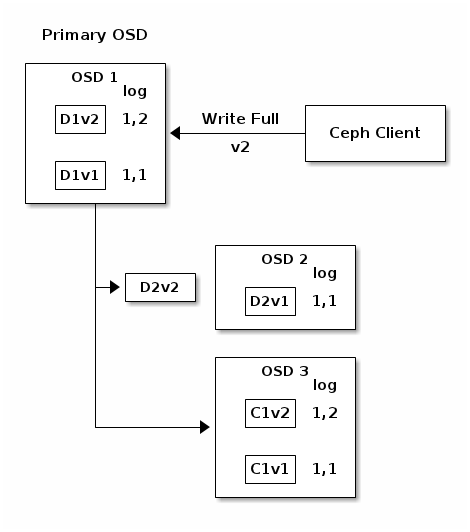 Primary OSD
OSD 1
log
D1v2 1,2
D1v1 1,1
Write Full
v2
Ceph Client
D2v2
OSD 2
log
D2v1 1,1
OSD 3
log
C1v2 1,2
C1v1 1,1